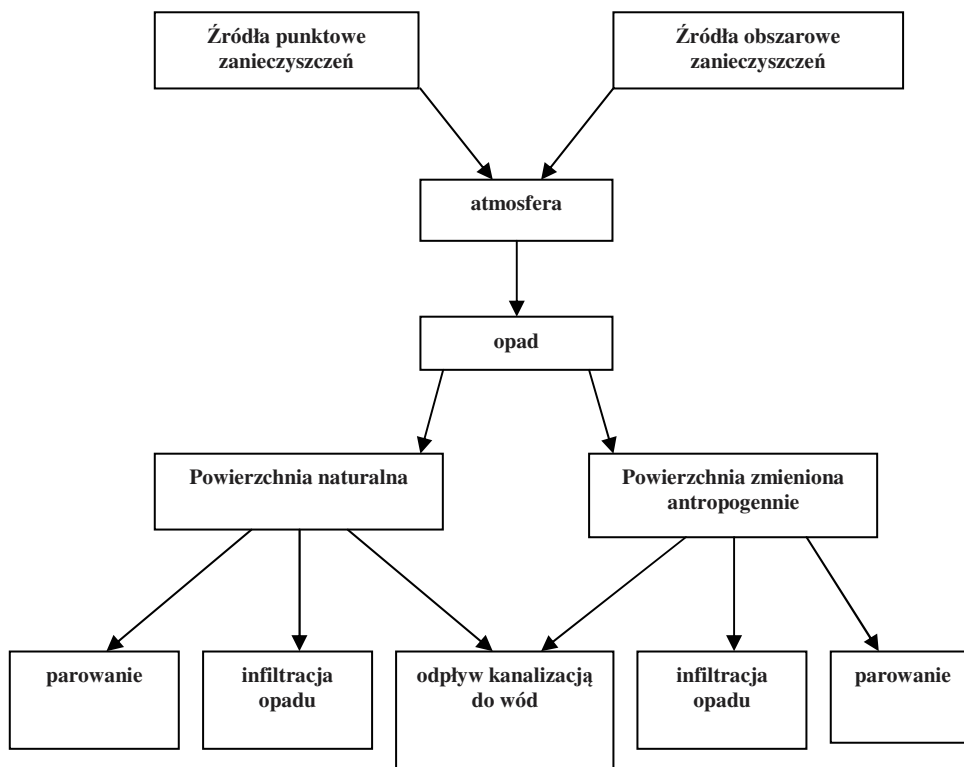 Źródła punktowe
zanieczyszczeń
Źródła obszarowe
zanieczyszczeń
atmosfera
opad
Powierzchnia naturalna
Powierzchnia zmieniona
antropogennie
parowanie
infiltracja
opadu
odpływ kanalizacją
do wód
infiltracja
opadu
parowanie